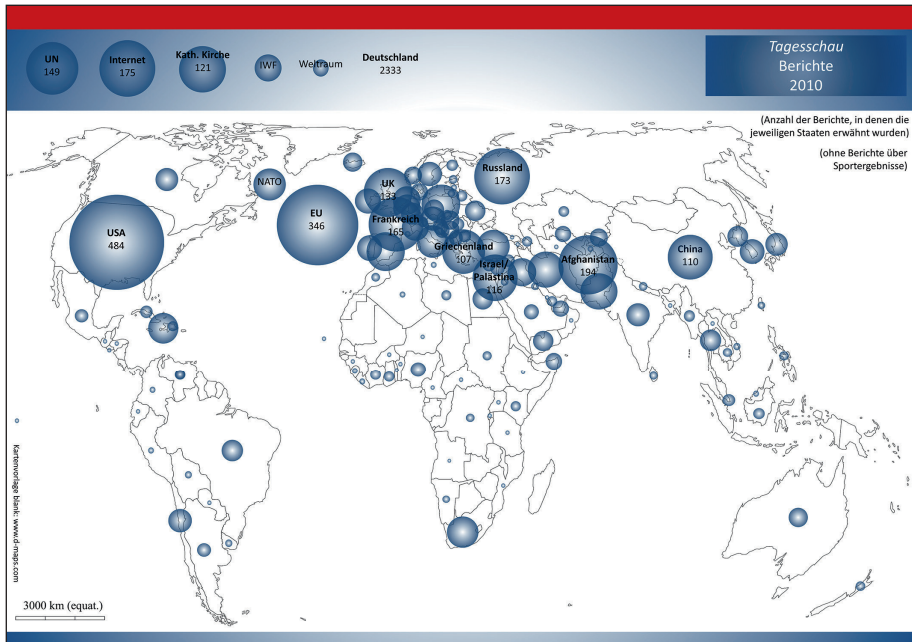 UN
149
Internet
175
Kath. Kirche
121
IWF
Weltraum
Deutschland
2333
Tagesschau
Berichte
2010
(Anzahl der Berichte, in denen die
jeweiligen Staaten erwähnt wurden)
(ohne Berichte über
Sportergebnisse)
NATO
UK
133
Russland
173
USA
484
EU
346
Frankreich
165
Griechenland
107
Israel/
Palästina
116
Afghanistan
194
China
110
Kartenvorlage blank: www.d-maps.com
3000 km (equat.)